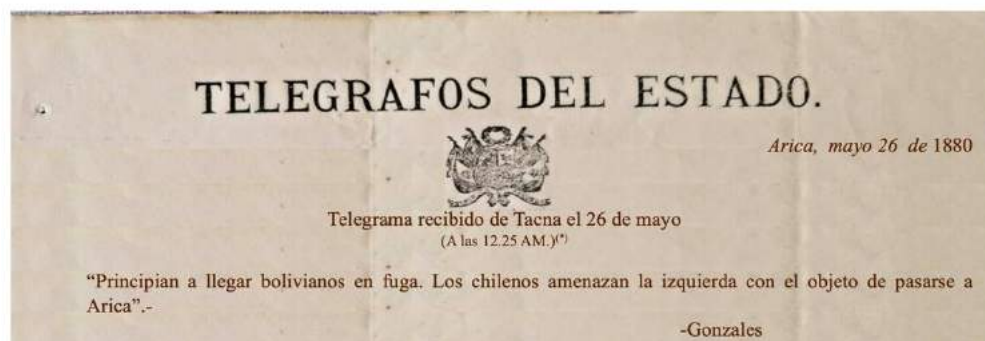 TELEGRAFOS DEL ESTADO.
Arica, mayo 26 de 1880
Telegrama recibido de Tacna el 26 de mayo
(A las 12.25 AM.)(*)
“Principian a llegar bolivianos en fuga. Los chilenos amenazan la izquierda con el objeto de pasarse a
Arica”.-
-Gonzales